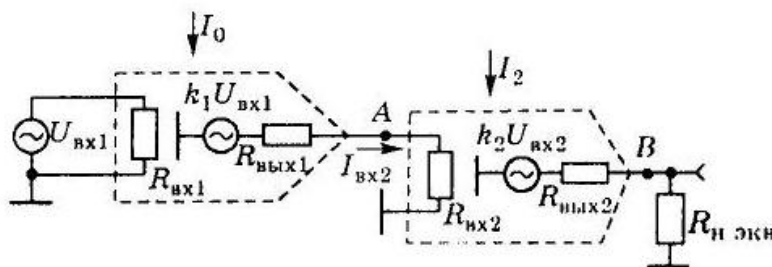 I₀
I₂
k₁Uвх1
A
k₂Uвх2
B
Uвх1
Rвых1
Iвх2
Rвх1
Rвх2
Rвых2
Rн экв